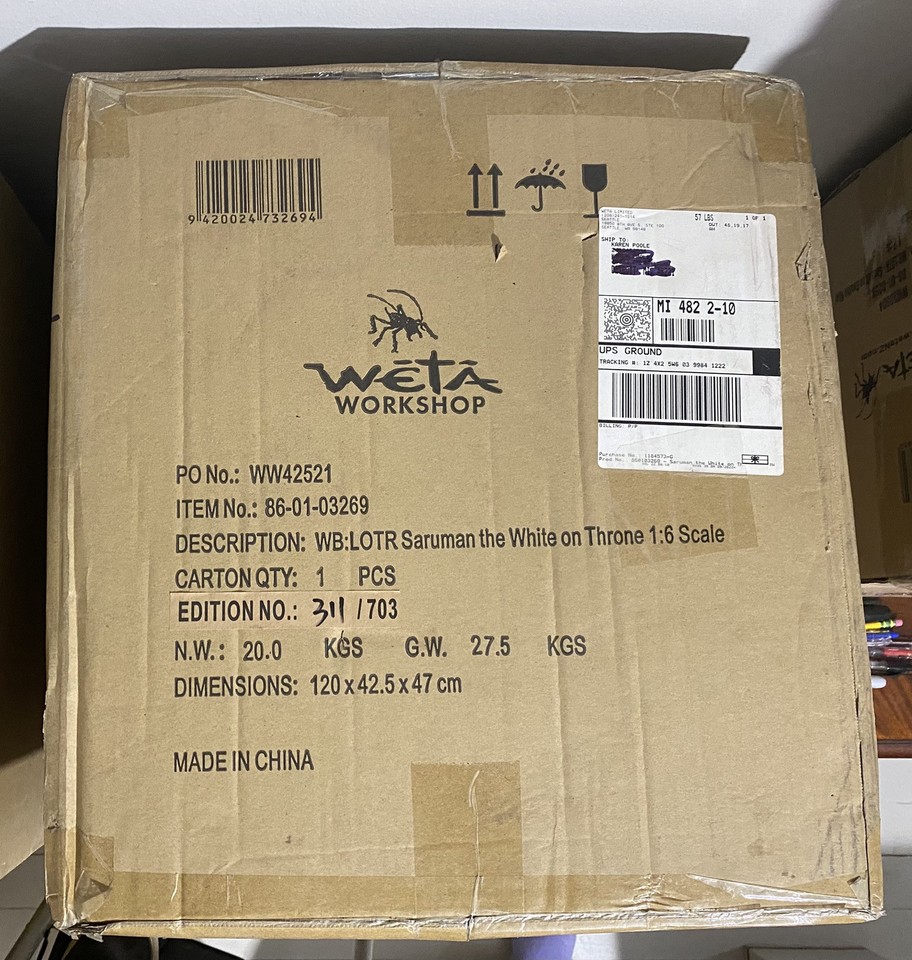 9 420024 732694
WETA LIMITED
57 LBS
1 OF 1
SHIP TO:
KAREN POOLE
MI 482 2-10
UPS GROUND
TRACKING #: 1Z 4X2 5W6 03 9964 1222
BILLING: P/P
WĒTĀ
WORKSHOP
PO No.: WW42521
ITEM No.: 86-01-03269
DESCRIPTION: WB:LOTR Saruman the White on Throne 1:6 Scale
CARTON QTY: 1 PCS
EDITION NO.: 311 /703
N.W.: 20.0 KGS G.W. 27.5 KGS
DIMENSIONS: 120 x 42.5 x 47 cm
MADE IN CHINA